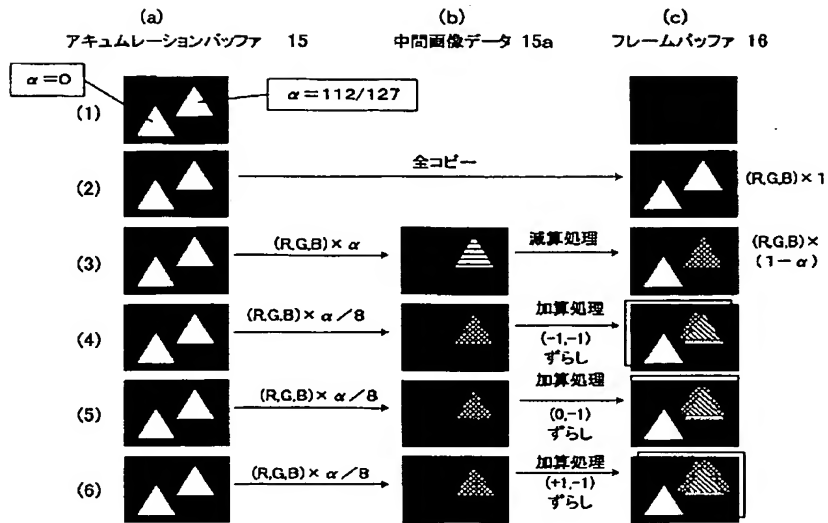 (a) (b) (c)
アキュムレーションバッファ 15 中間画像データ 15a フレームバッファ 16
α=0
α=112/127
(1)
(2) 全コピー (R,G,B)×1
(3) (R,G,B)×α 減算処理 (R,G,B)×
(1-α)
(4) (R,G,B)×α/8 加算処理
(-1,-1)
ずらし
(5) (R,G,B)×α/8 加算処理
(0,-1)
ずらし
(6) (R,G,B)×α/8 加算処理
(+1,-1)
ずらし